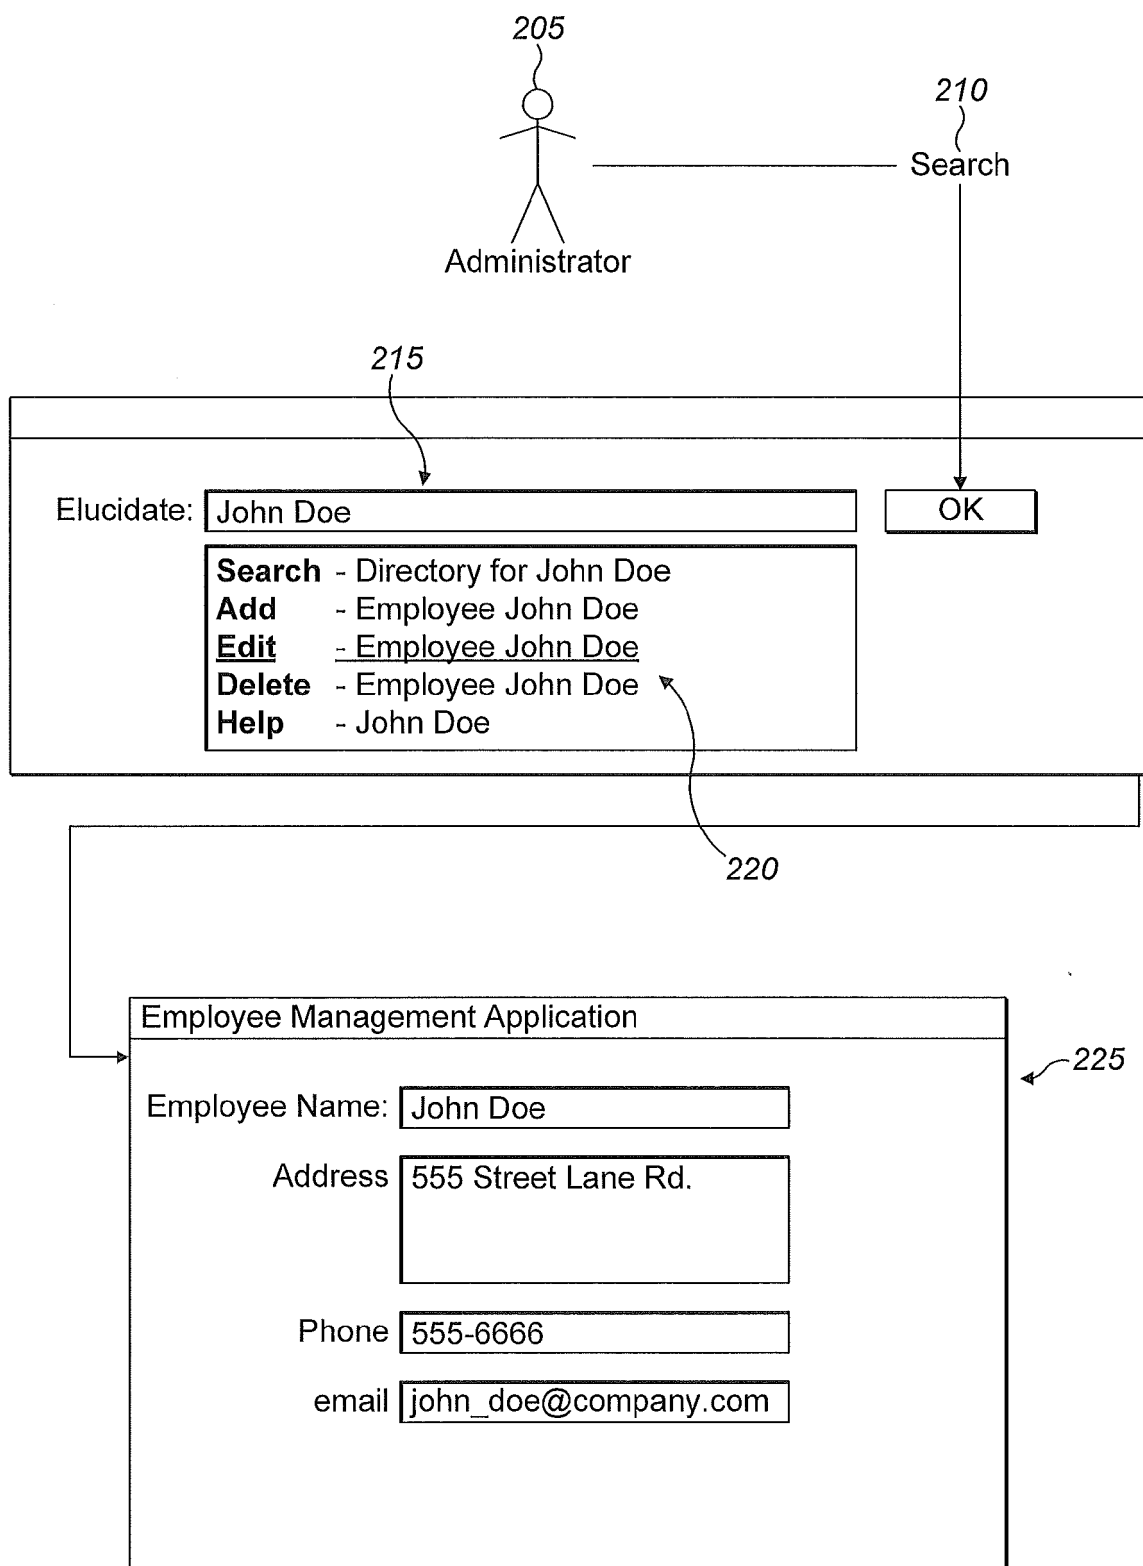 205
210
Search
Administrator
215
Elucidate: John Doe OK
Search - Directory for John Doe
Add - Employee John Doe
Edit - Employee John Doe
Delete - Employee John Doe
Help - John Doe
220
Employee Management Application
225
Employee Name: John Doe
Address 555 Street Lane Rd.
Phone 555-6666
email john_doe@company.com